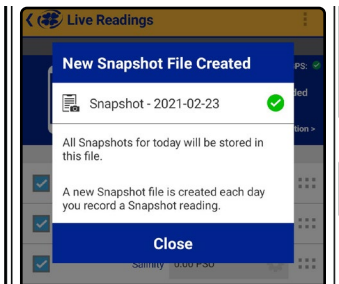 Live Readings
PS:
New Snapshot File Created
Snapshot - 2021-02-23
All Snapshots for today will be stored in
this file.
tion >
A new Snapshot file is created each day
you record a Snapshot reading.
Close
Salinity 0.00 PSU